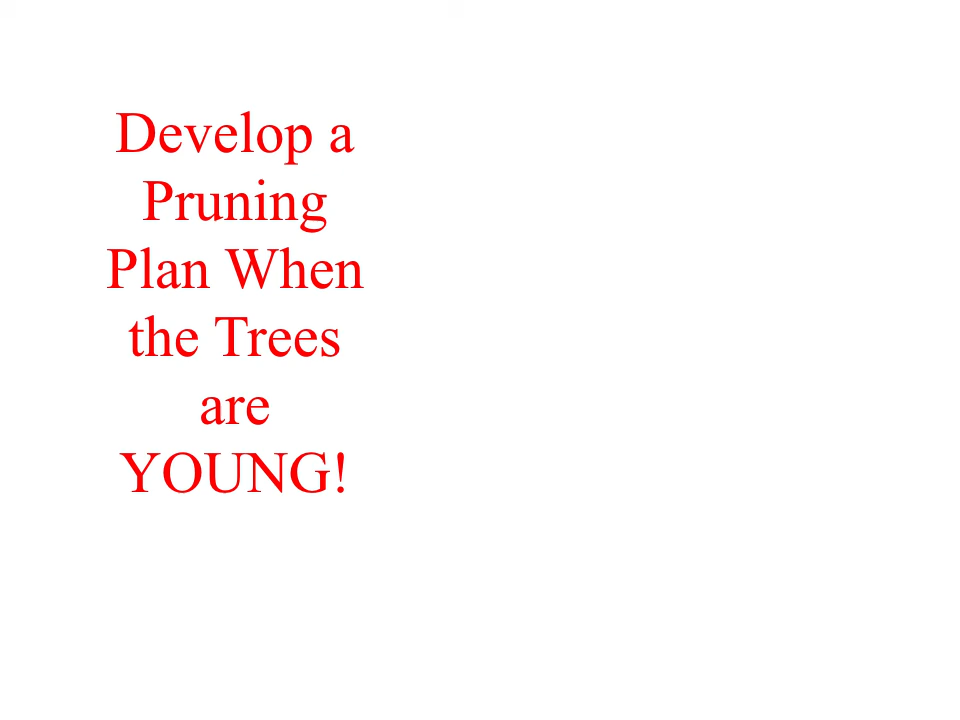 Develop a
Pruning
Plan When
the Trees
are
YOUNG!